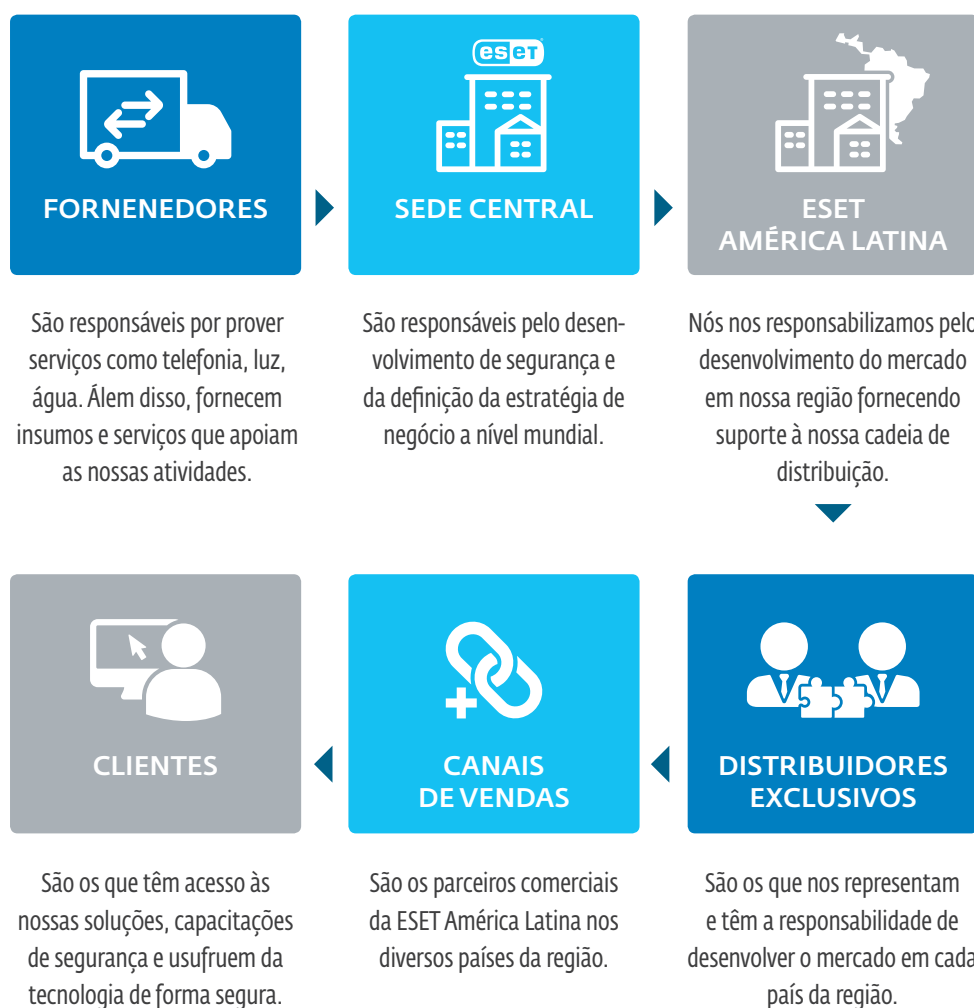 FORNENEDORES
São responsáveis por prover
serviços como telefonia, luz,
água. Álem disso, fornecem
insumos e serviços que apoiam
as nossas atividades.
eset
SEDE CENTRAL
São responsáveis pelo desen-
volvimento de segurança e
da definição da estratégia de
negócio a nível mundial.
ESET
AMÉRICA LATINA
Nós nos responsabilizamos pelo
desenvolvimento do mercado
em nossa região fornecendo
suporte à nossa cadeia de
distribuição.
DISTRIBUIDORES
EXCLUSIVOS
São os que nos representam
e têm a responsabilidade de
desenvolver o mercado em cada
país da região.
CANAIS
DE VENDAS
São os parceiros comerciais
da ESET América Latina nos
diversos países da região.
CLIENTES
São os que têm acesso às
nossas soluções, capacitações
de segurança e usufruem da
tecnologia de forma segura.